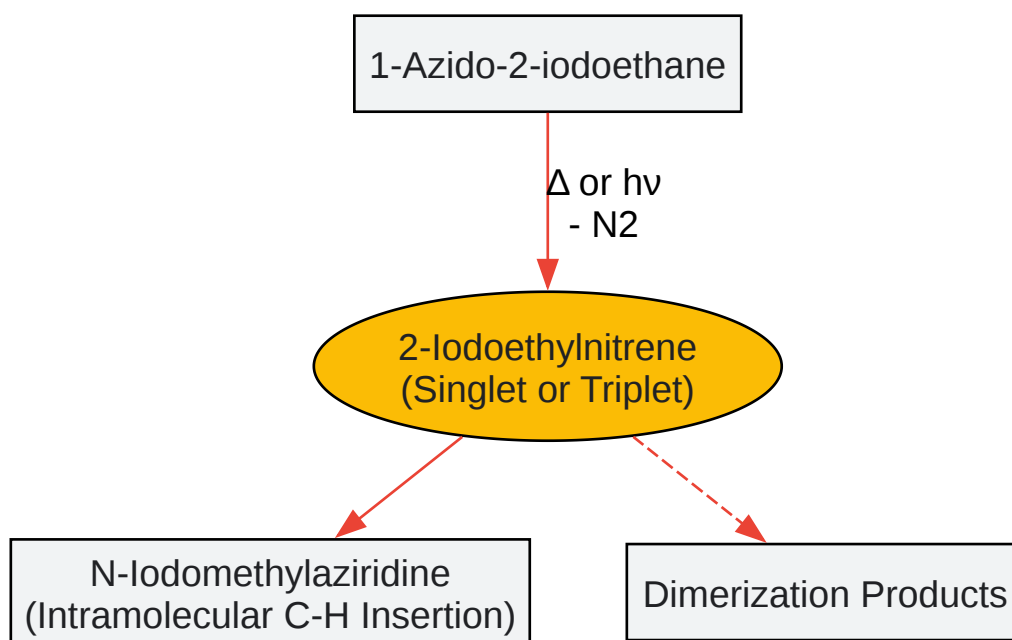 1-Azido-2-iodoethane
Δ or hν
- N2
2-Iodoethylnitrene
(Singlet or Triplet)
N-Iodomethylaziridine
(Intramolecular C-H Insertion)
Dimerization Products